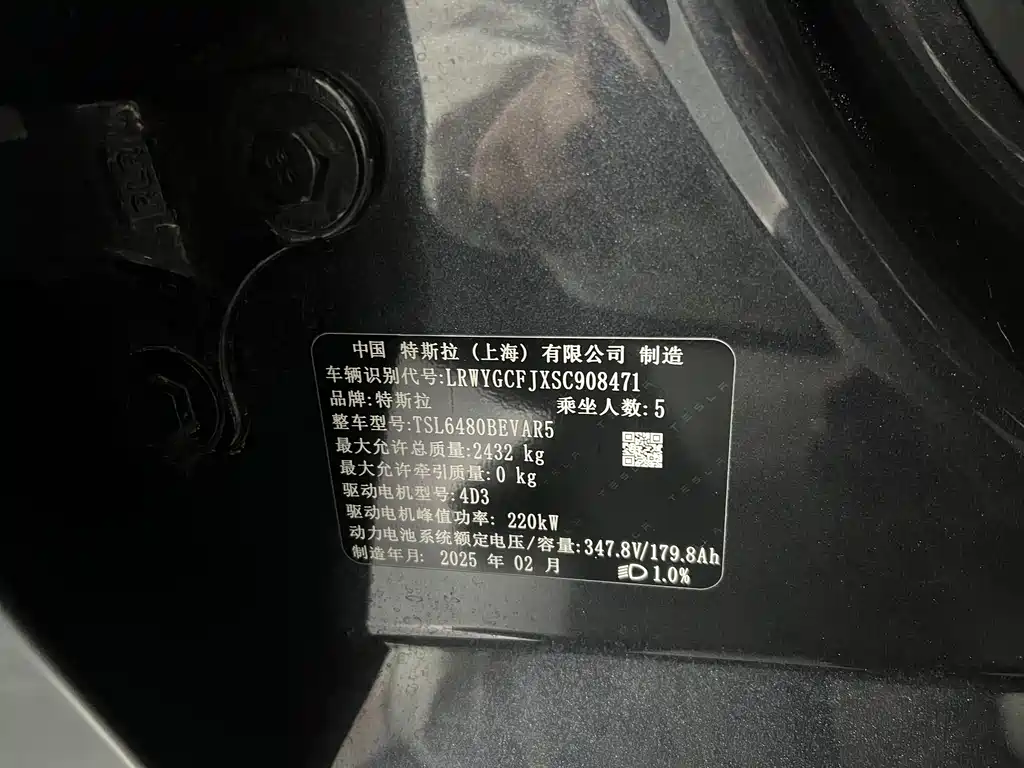 中国 特斯拉 (上海) 有限公司 制造
车辆识别代号:LRWYGCFJXSC908471
品牌:特斯拉 乘坐人数:5
整车型号:TSL6480BEVAR5
最大允许总质量:2432 kg
最大允许牵引质量:0 kg
驱动电机型号:4D3
驱动电机峰值功率: 220kW
动力电池系统额定电压/容量:347.8V/179.8Ah
制造年月: 2025 年 02 月 1.0%
TESLA